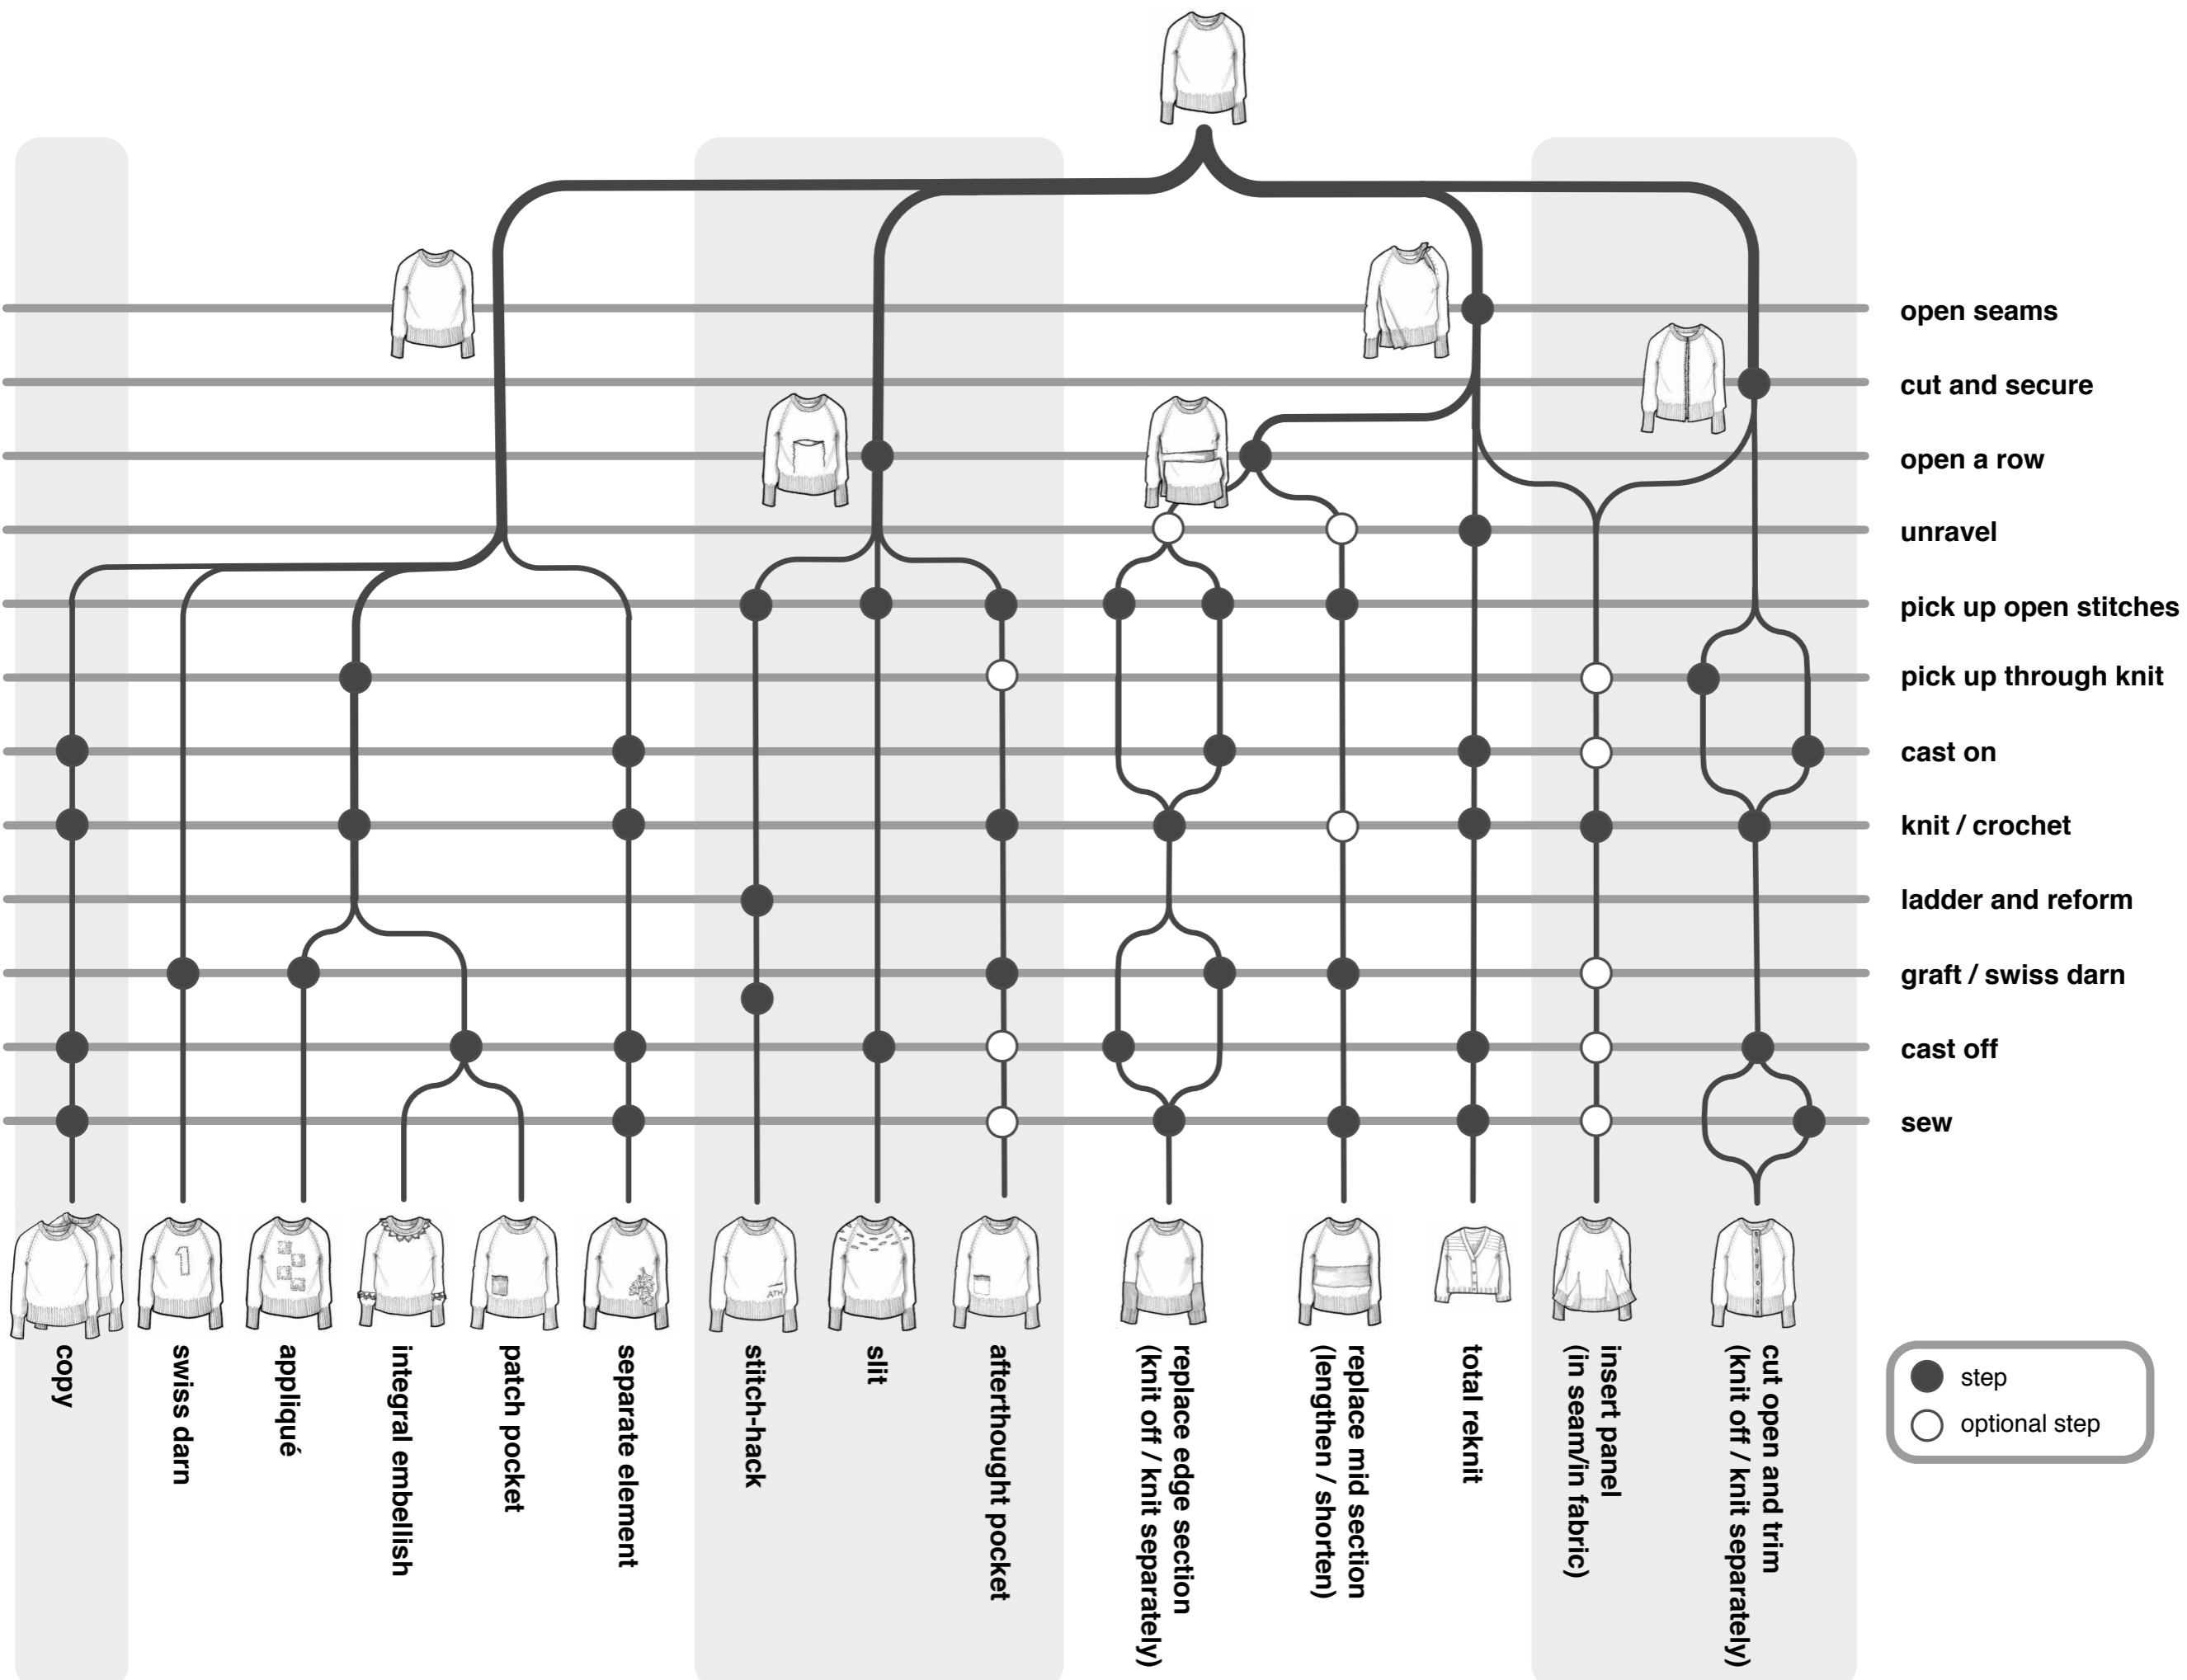 open seams
cut and secure
open a row
unravel
pick up open stitches
pick up through knit
cast on
knit / crochet
ladder and reform
graft / swiss darn
cast off
sew
1
ATH
copy
swiss darn
appliqué
integral embellish
patch pocket
separate element
stitch-hack
slit
afterthought pocket
replace edge section
(knit off / knit separately)
replace mid section
(lengthen / shorten)
total reknit
insert panel
(in seam/in fabric)
cut open and trim
(knit off / knit separately)
step
optional step